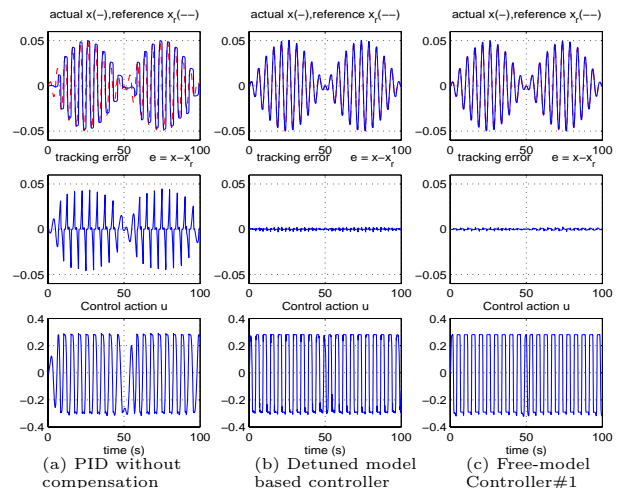 actual x(−),reference x_r(−−)
actual x(−),reference x_r(−−)
actual x(−),reference x_r(−−)
0.05
0
−0.05
0 50 100
0.05
0
−0.05
0 50 100
0.05
0
−0.05
0 50 100
tracking error e = x−x_r
tracking error e = x−x_r
tracking error e = x−x_r
0.05
0
−0.05
0 50 100
0.05
0
−0.05
0 50 100
0.05
0
−0.05
0 50 100
Control action u
Control action u
Control action u
0.4
0.2
0
−0.2
−0.4
0 50 100
0.4
0.2
0
−0.2
−0.4
0 50 100
0.4
0.2
0
−0.2
−0.4
0 50 100
time (s)
time (s)
time (s)
(a) PID without
compensation
(b) Detuned model
based controller
(c) Free-model
Controller#1